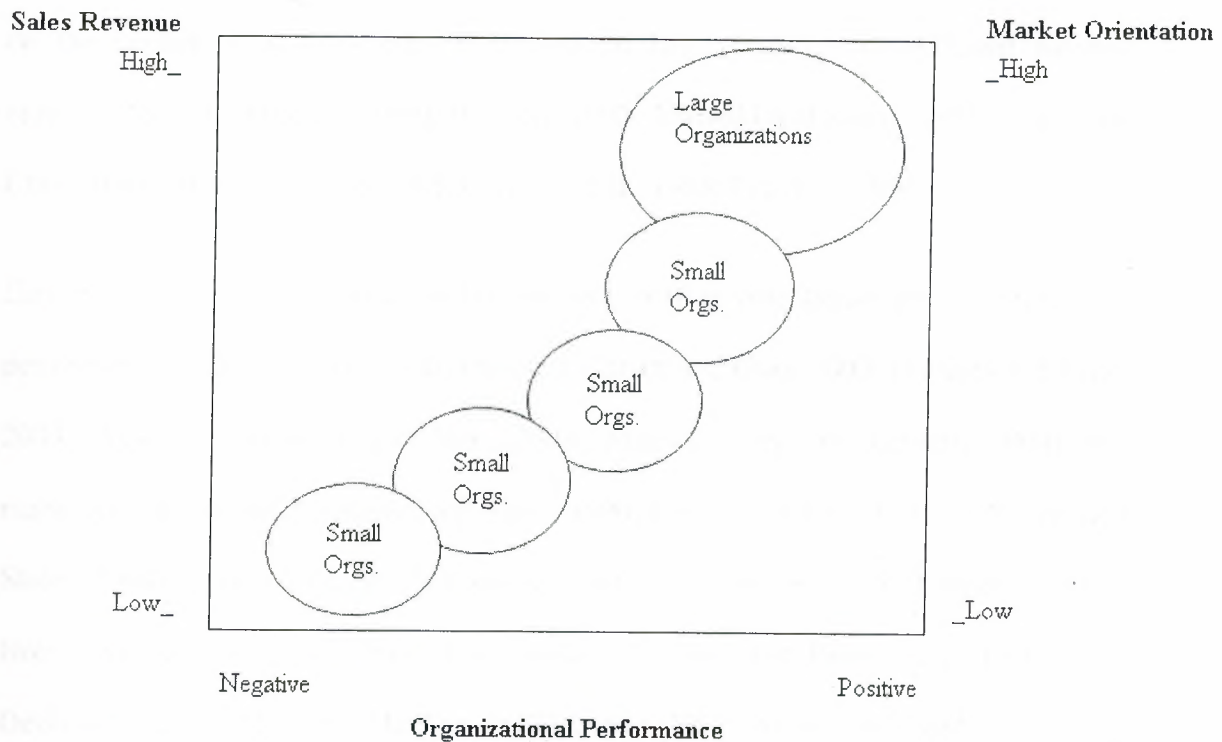 Sales Revenue
Market Orientation
High_
_High
Large
Organizations
Small
Orgs.
Small
Orgs.
Small
Orgs.
Small
Orgs.
Low_
_Low
Negative
Positive
Organizational Performance